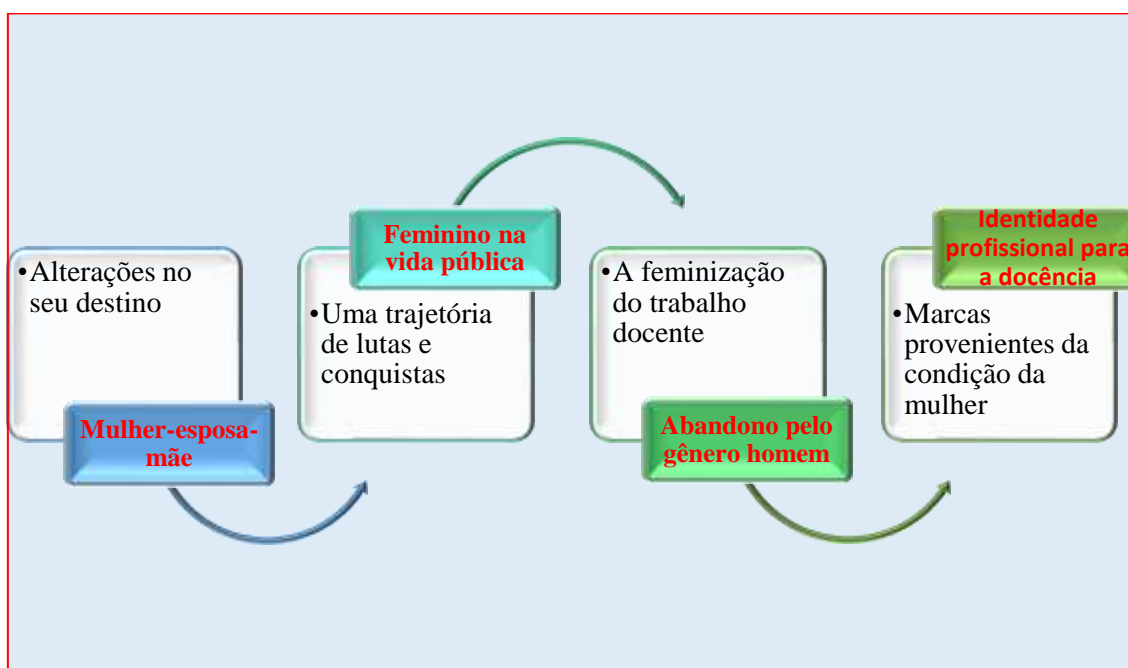 •Alterações no
seu destino
Mulher-esposa-
mãe
Feminino na
vida pública
•Uma trajetória
de lutas e
conquistas
•A feminização
do trabalho
docente
Abandono pelo
gênero homem
Identidade
profissional para
a docência
•Marcas
provenientes da
condição da
mulher